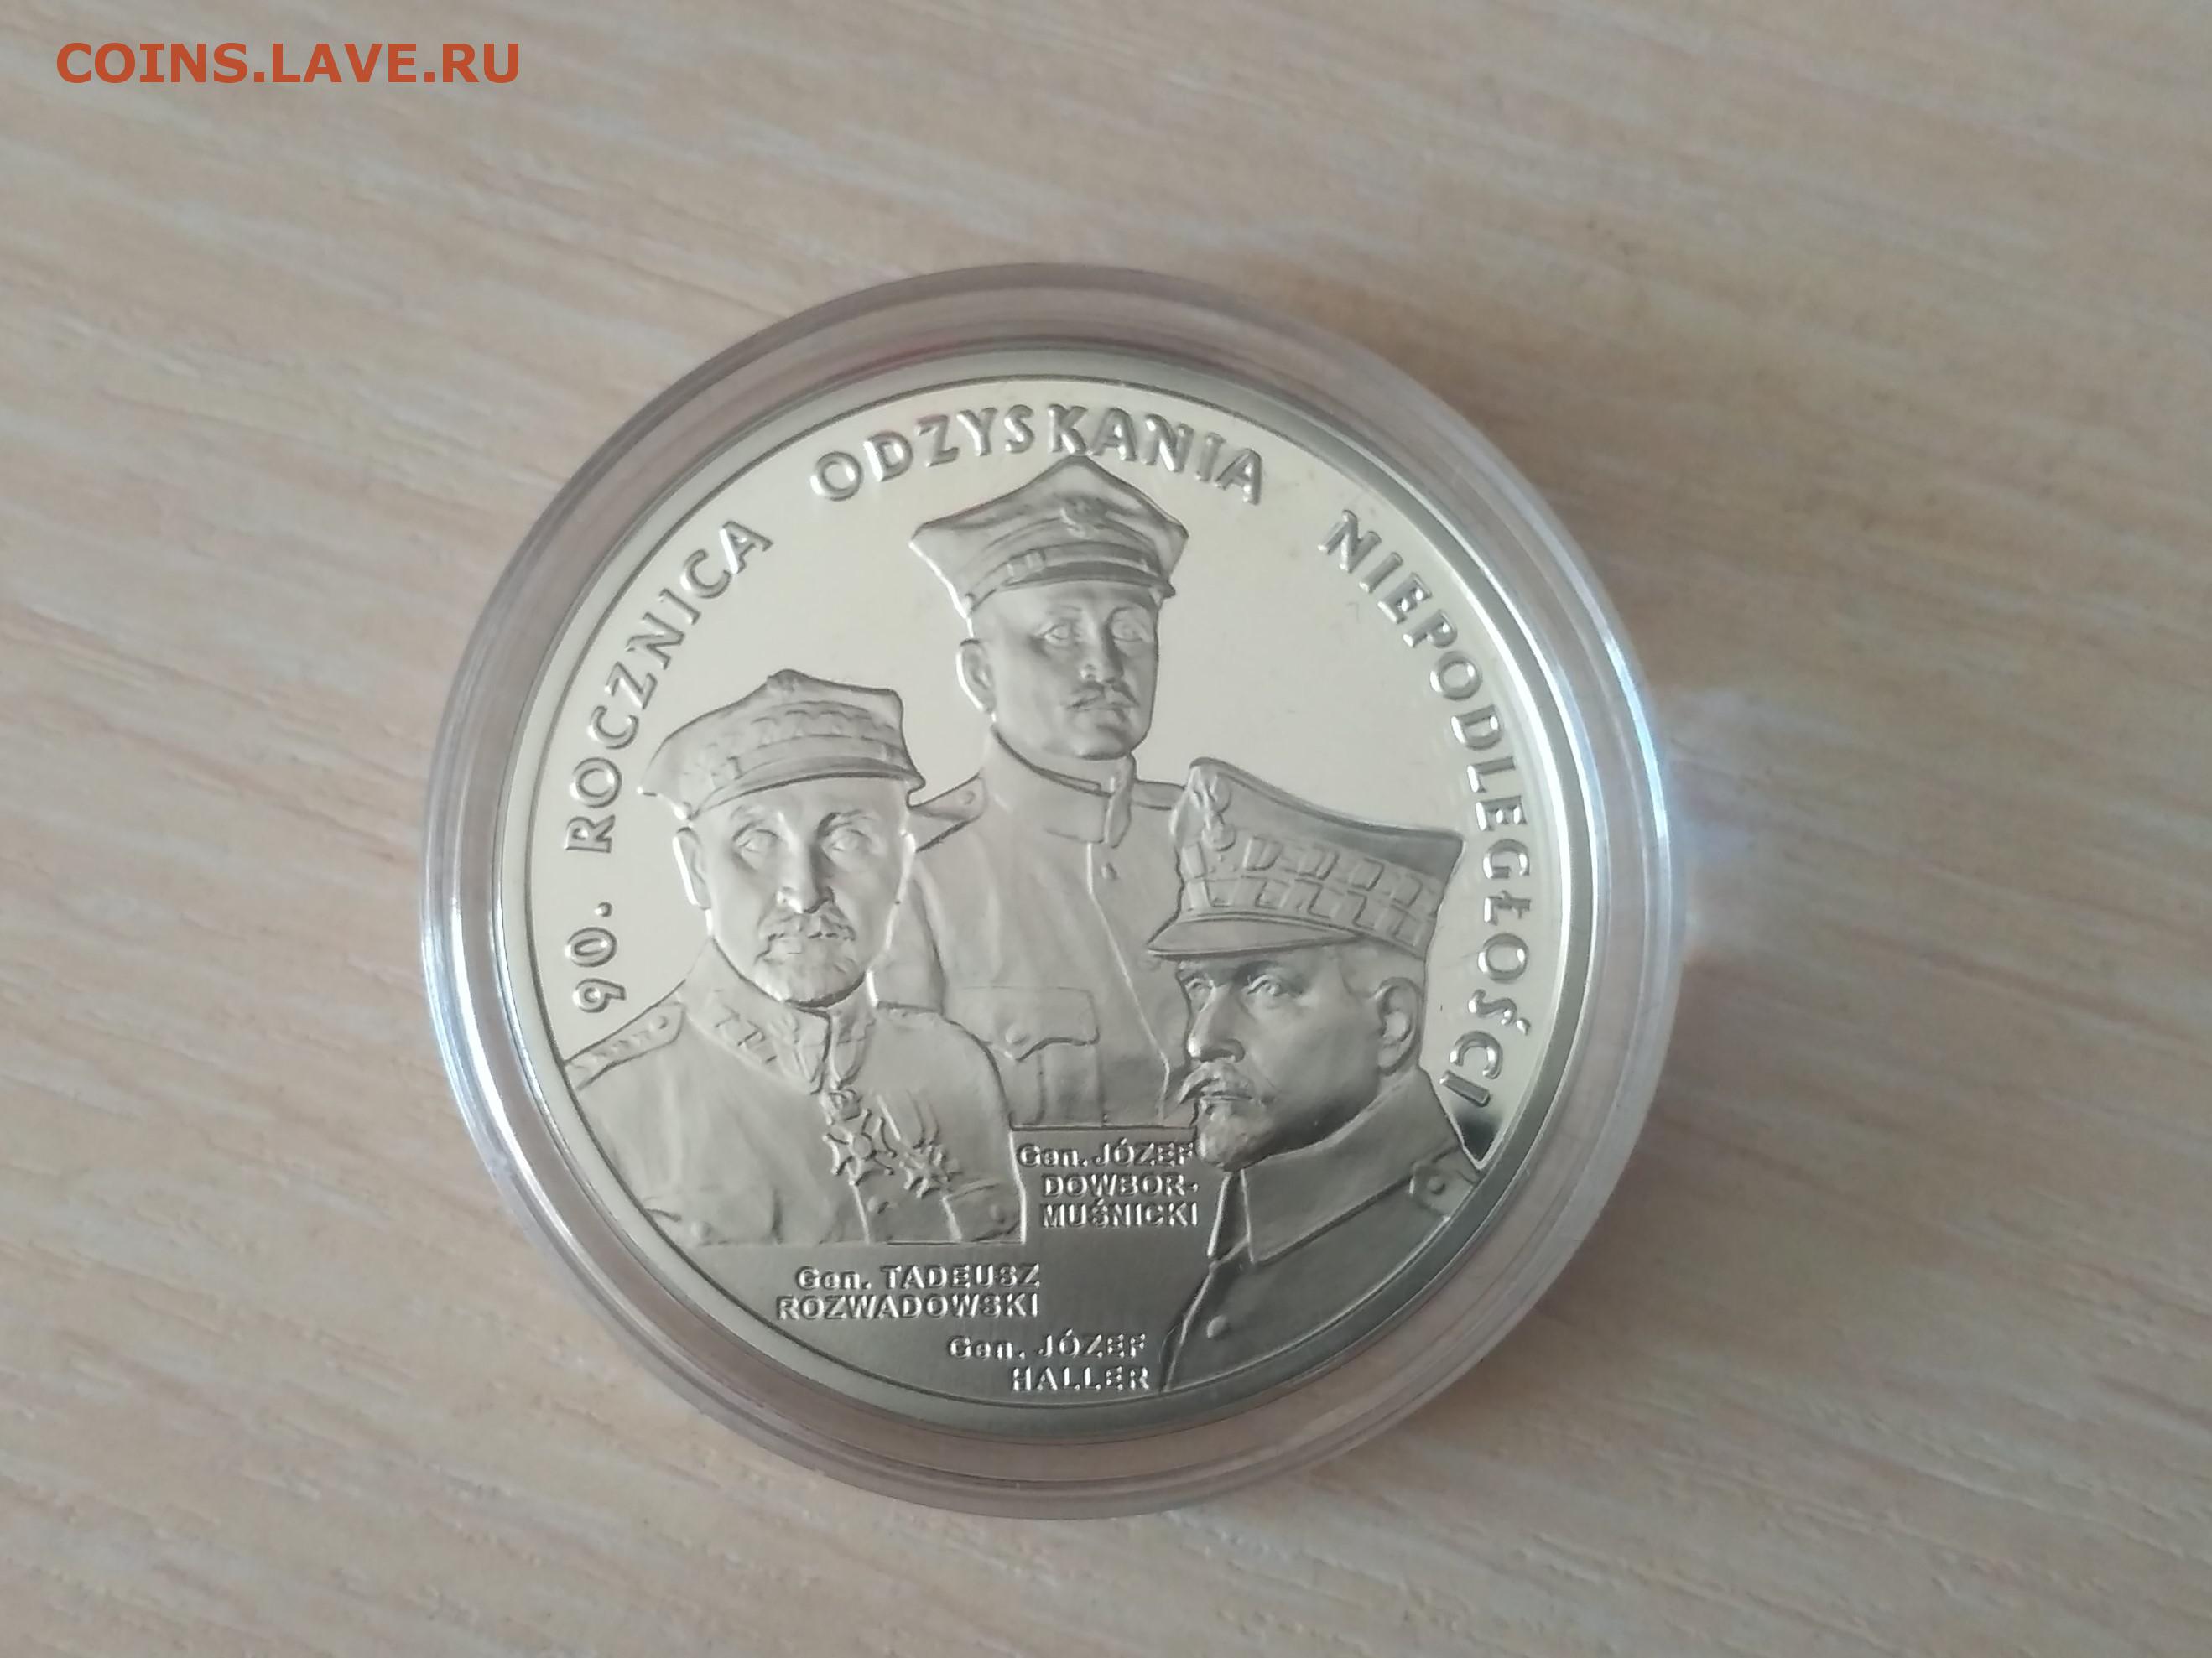 COINS.LAVE.RU
90. ROCZNICA ODZYSKANIA NIEPODLEGŁOŚCI
Gen. JÓZEF
DOWBOR-
MUŚNICKI
Gen. TADEUSZ
ROZWADOWSKI
Gen. JÓZEF
HALLER